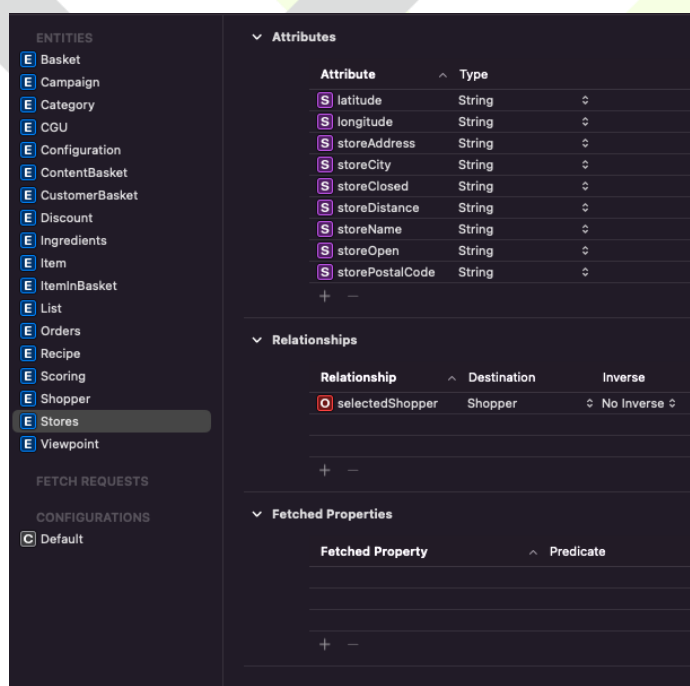 ENTITIES
E Basket
E Campaign
E Category
E CGU
E Configuration
E ContentBasket
E CustomerBasket
E Discount
E Ingredients
E Item
E ItemInBasket
E List
E Orders
E Recipe
E Scoring
E Shopper
E Stores
E Viewpoint
FETCH REQUESTS
CONFIGURATIONS
C Default
Attributes
Attribute Type
S latitude String
S longitude String
S storeAddress String
S storeCity String
S storeClosed String
S storeDistance String
S storeName String
S storeOpen String
S storePostalCode String
+ −
Relationships
Relationship Destination Inverse
O selectedShopper Shopper No Inverse
+ −
Fetched Properties
Fetched Property Predicate
+ −